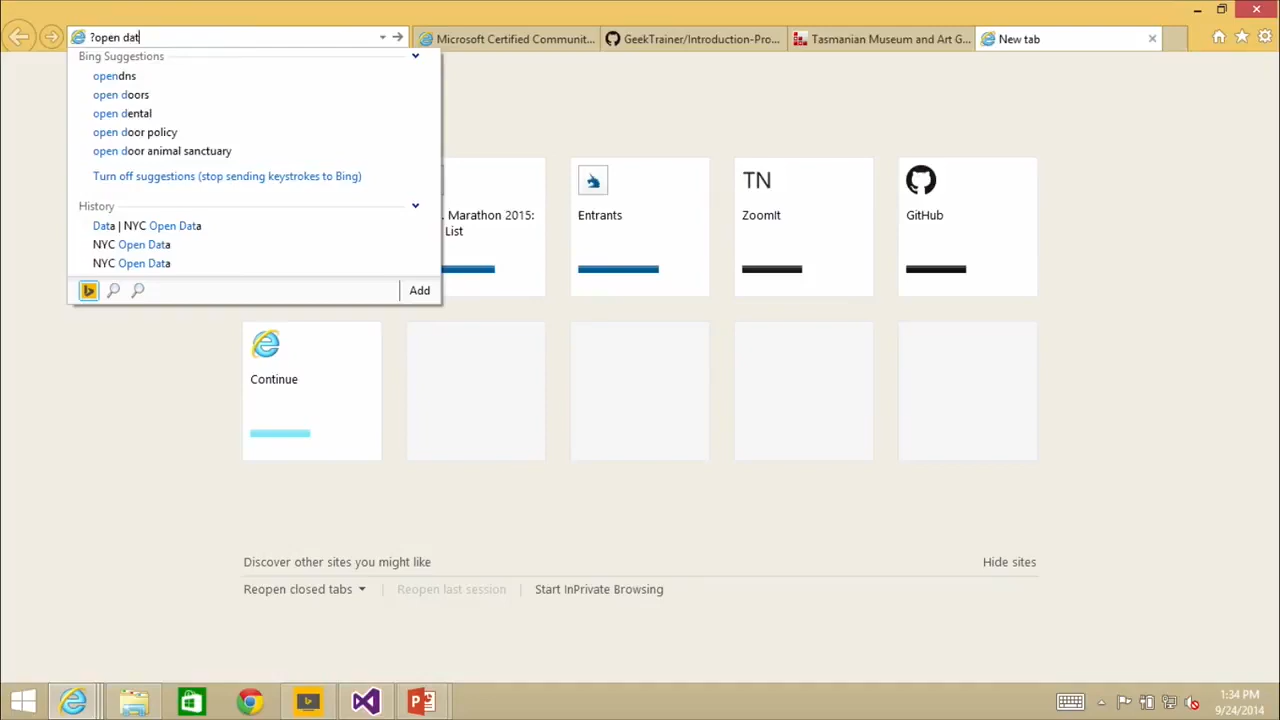 ?open dat
Microsoft Certified Communit...
GeekTrainer/Introduction-Pro...
Tasmanian Museum and Art G...
New tab
Bing Suggestions
opendns
open doors
open dental
open door policy
open door animal sanctuary
Turn off suggestions (stop sending keystrokes to Bing)
History
Data | NYC Open Data
NYC Open Data
NYC Open Data
Add
. Marathon 2015:
List
Entrants
TN
ZoomIt
GitHub
Continue
Discover other sites you might like
Hide sites
Reopen closed tabs
Reopen last session
Start InPrivate Browsing
1:34 PM
9/24/2014